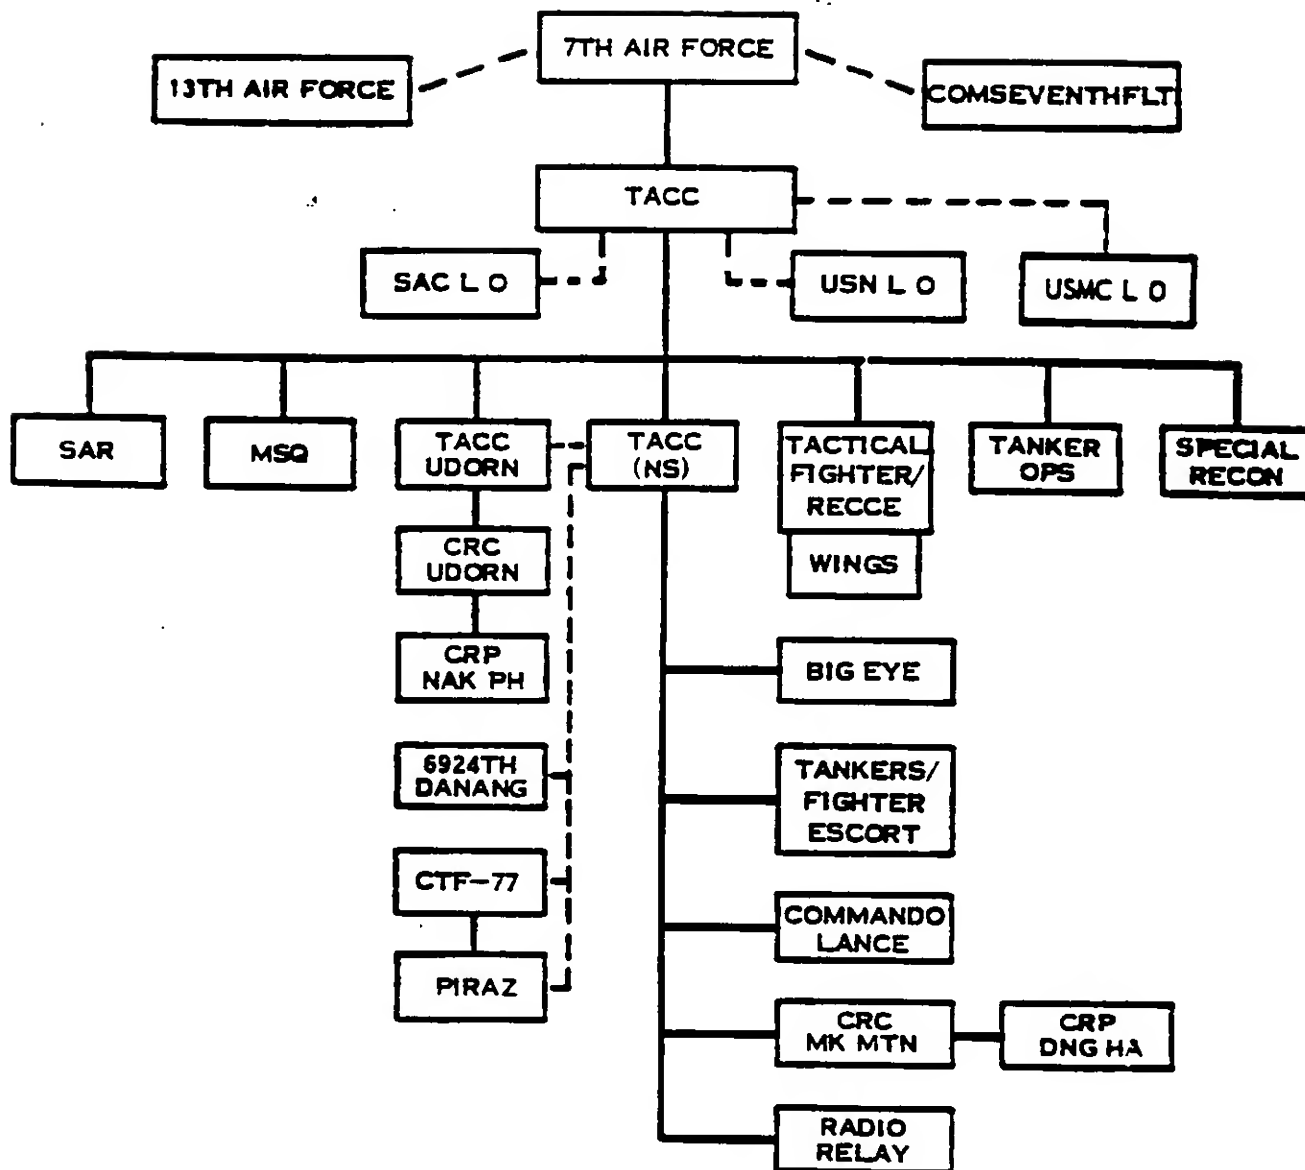 7TH AIR FORCE
13TH AIR FORCE
COMSEVENTHFLT
TACC
SAC L O
USN L O
USMC L O
SAR
MSQ
TACC
UDORN
TACC
(NS)
TACTICAL
FIGHTER/
RECCE
WINGS
TANKER
OPS
SPECIAL
RECON
CRC
UDORN
CRP
NAK PH
BIG EYE
6924TH
DANANG
TANKERS/
FIGHTER
ESCORT
CTF-77
COMMANDO
LANCE
PIRAZ
CRC
MK MTN
CRP
DNG HA
RADIO
RELAY